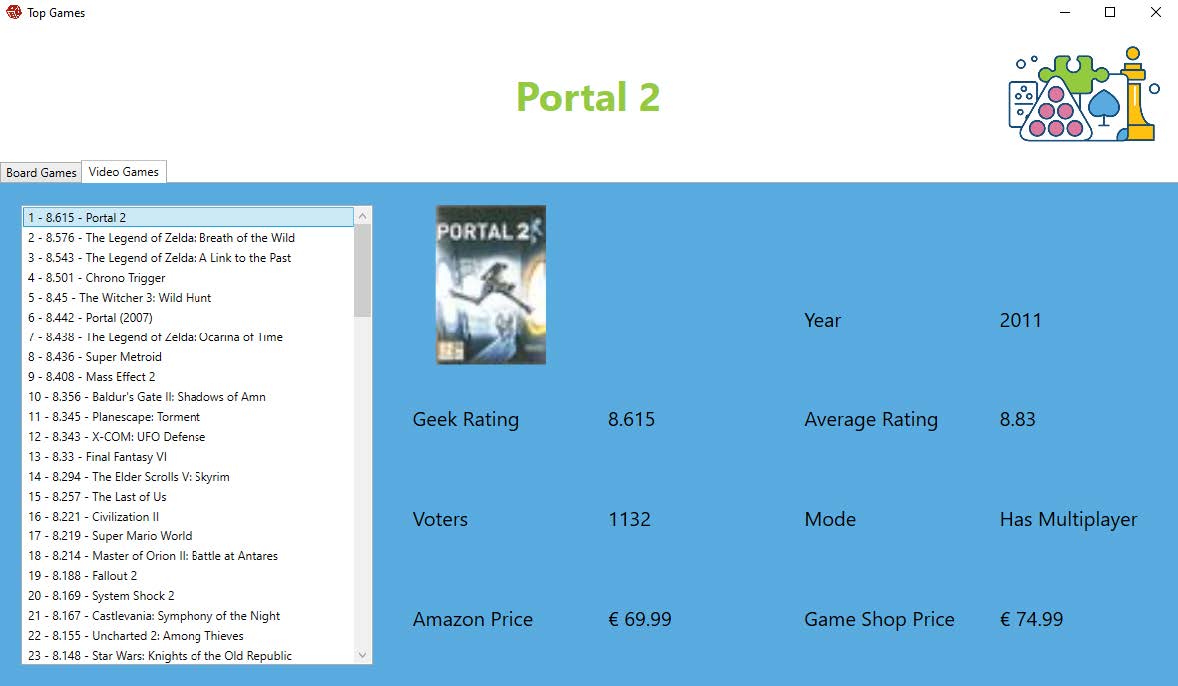 Top Games
Portal 2
Board Games
Video Games
1 - 8.615 - Portal 2
2 - 8.576 - The Legend of Zelda: Breath of the Wild
3 - 8.543 - The Legend of Zelda: A Link to the Past
4 - 8.501 - Chrono Trigger
5 - 8.45 - The Witcher 3: Wild Hunt
6 - 8.442 - Portal (2007)
7 - 8.438 - The Legend of Zelda: Ocarina of Time
8 - 8.436 - Super Metroid
9 - 8.408 - Mass Effect 2
10 - 8.356 - Baldur's Gate II: Shadows of Amn
11 - 8.345 - Planescape: Torment
12 - 8.343 - X-COM: UFO Defense
13 - 8.33 - Final Fantasy VI
14 - 8.294 - The Elder Scrolls V: Skyrim
15 - 8.257 - The Last of Us
16 - 8.221 - Civilization II
17 - 8.219 - Super Mario World
18 - 8.214 - Master of Orion II: Battle at Antares
19 - 8.188 - Fallout 2
20 - 8.169 - System Shock 2
21 - 8.167 - Castlevania: Symphony of the Night
22 - 8.155 - Uncharted 2: Among Thieves
23 - 8.148 - Star Wars: Knights of the Old Republic
PORTAL 2
Year 2011
Geek Rating 8.615 Average Rating 8.83
Voters 1132 Mode Has Multiplayer
Amazon Price € 69.99 Game Shop Price € 74.99